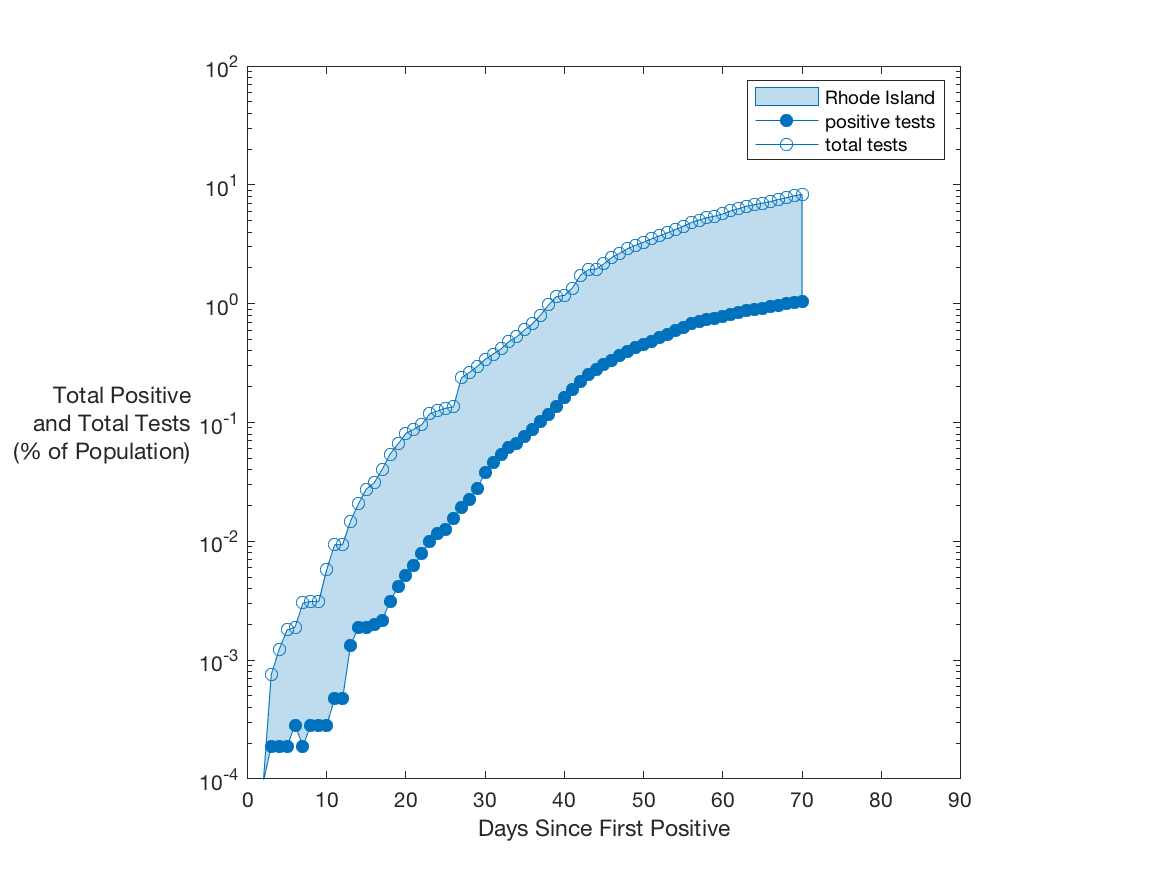 10^2
10^1
10^0
10^-1
10^-2
10^-3
10^-4
Total Positive
and Total Tests
(% of Population)
Rhode Island
positive tests
total tests
0 10 20 30 40 50 60 70 80 90
Days Since First Positive